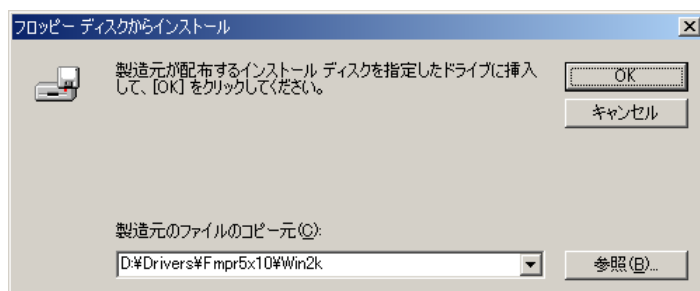 フロッピー ディスクからインストール
製造元が配布するインストール ディスクを指定したドライブに挿入
して、[OK] をクリックしてください。
OK
キャンセル
製造元のファイルのコピー元(C):
D:¥Drivers¥Fmpr5x10¥Win2k
参照(B)...